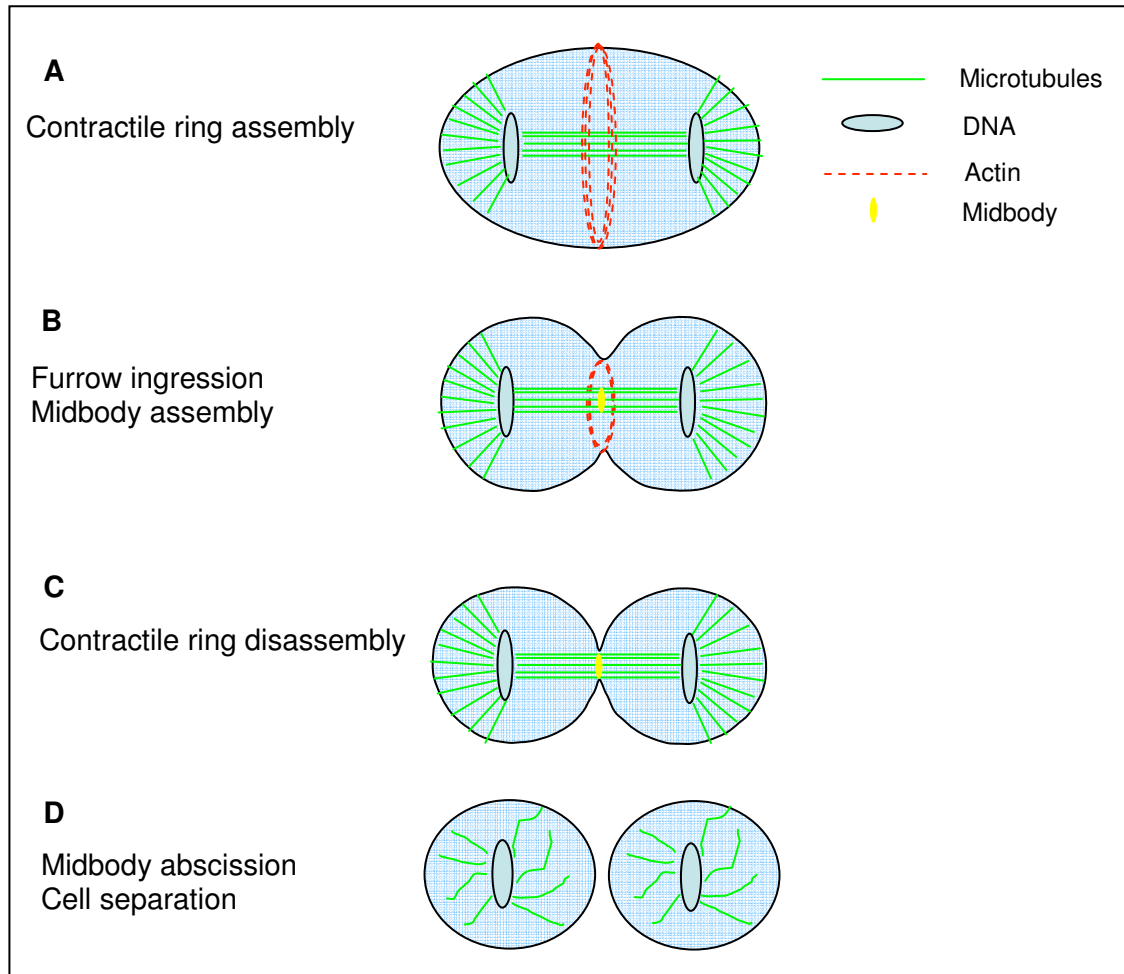 A
Contractile ring assembly
Microtubules
DNA
Actin
Midbody
B
Furrow ingression
Midbody assembly
C
Contractile ring disassembly
D
Midbody abscission
Cell separation